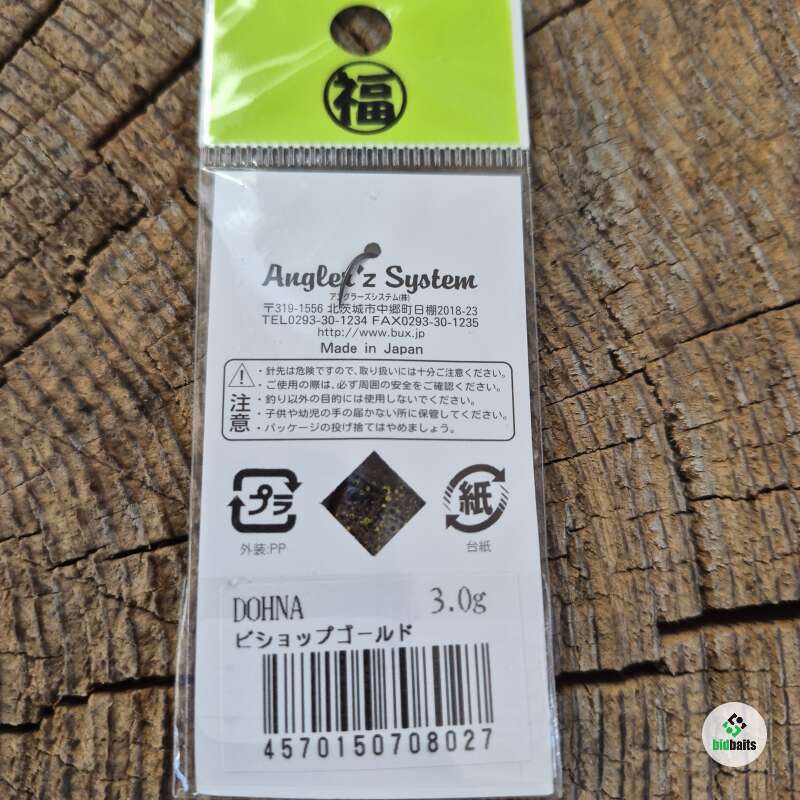 福
Angler'z System
アングラーズシステム(株)
〒319-1556 北茨城市中郷町日棚2018-23
TEL0293-30-1234 FAX0293-30-1235
http://www.bux.jp
Made in Japan
注意
・針先は危険ですので、取り扱いには十分ご注意ください。
・ご使用の際は、必ず周囲の安全をご確認ください。
・釣り以外の目的には使用しないでください。
・子供や幼児の手の届かない所に保管してください。
・パッケージの投げ捨てはやめましょう。
プラ
紙
外装:PP
台紙
DOHNA 3.0g
ビショップゴールド
4570150708027
bidbaits